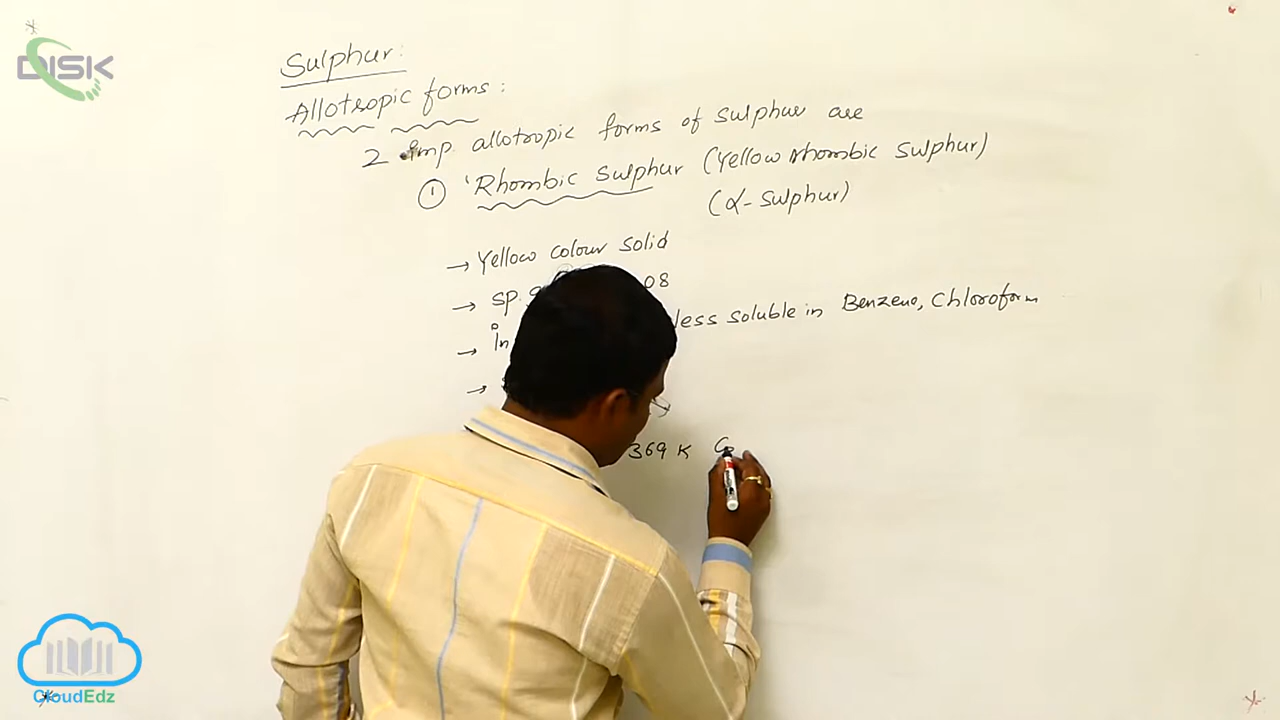 DISK
Sulphur:
Allotropic forms:
2 imp. allotropic forms of sulphur are
① Rhombic Sulphur (Yellow rhombic sulphur)
(α-sulphur)
→ Yellow colour solid
→ Sp. 08
→ In less soluble in Benzene, Chloroform
→
369 K
CloudEdz